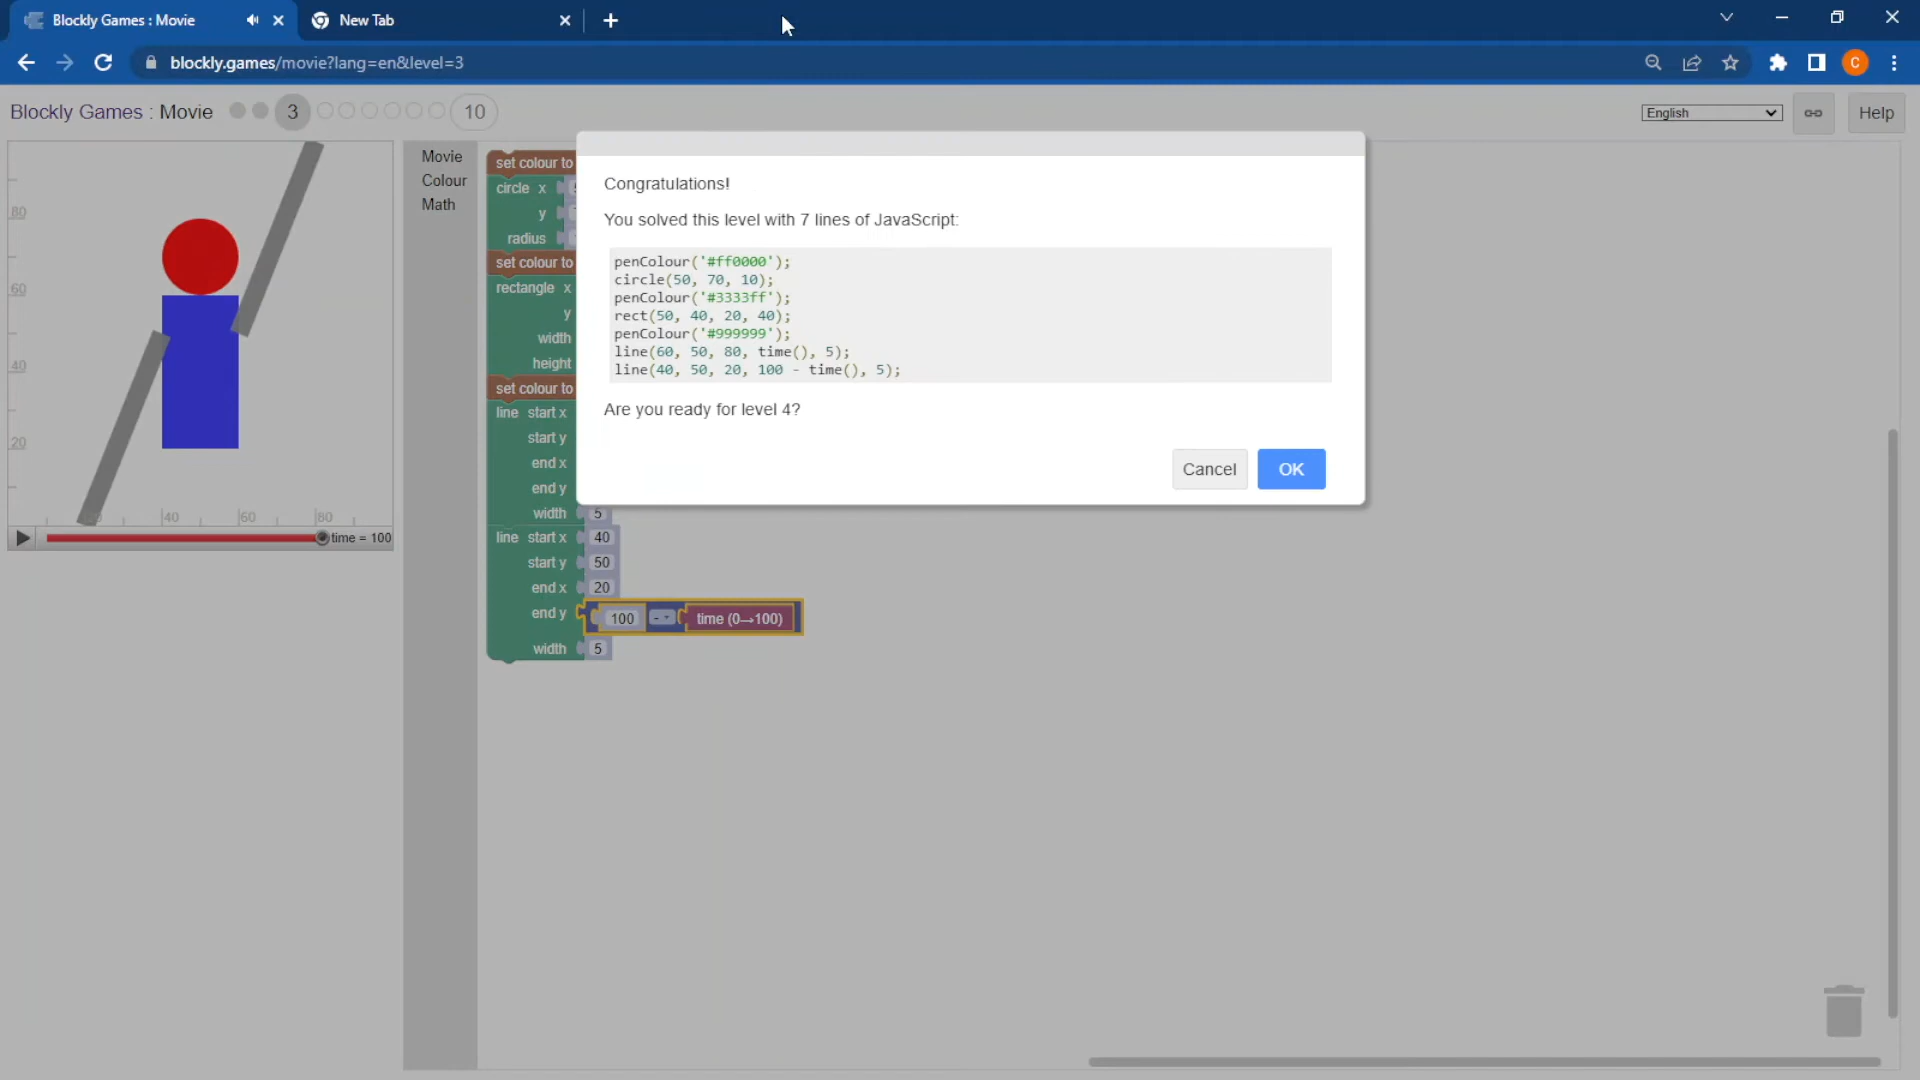 Blockly Games : Movie
New Tab
blockly.games/movie?lang=en&level=3
C
Blockly Games : Movie 3 10
English
Help
80
60
40
20
40
60
80
time = 100
Movie
Colour
Math
set colour to
circle x
y
radius
set colour to
rectangle x
y
width
height
set colour to
line start x
start y
end x
end y
width 5
line start x 40
start y 50
end x 20
end y 100 - time (0→100)
width 5
Congratulations!
You solved this level with 7 lines of JavaScript:
penColour('#ff0000');
circle(50, 70, 10);
penColour('#3333ff');
rect(50, 40, 20, 40);
penColour('#999999');
line(60, 50, 80, time(), 5);
line(40, 50, 20, 100 - time(), 5);
Are you ready for level 4?
Cancel
OK